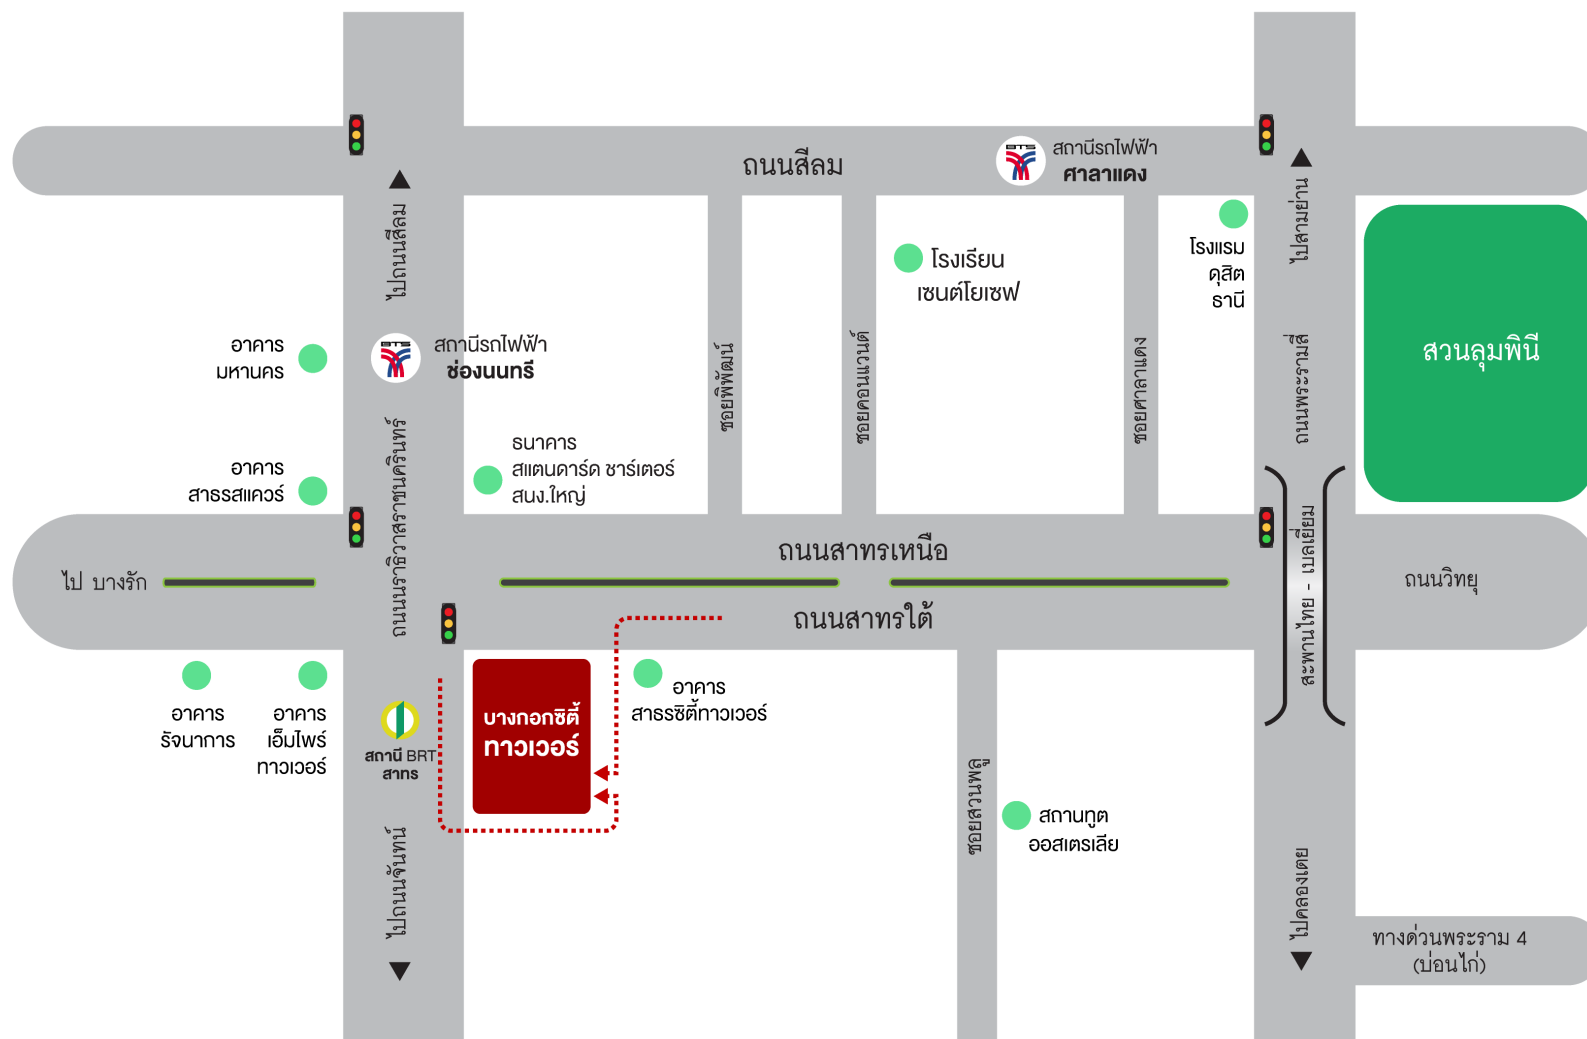 ถนนสีลม
BTS
สถานีรถไฟฟ้า
ศาลาแดง
ไปถนนสีลม
ไปสามย่าน
โรงแรม
ดุสิต
ธานี
โรงเรียน
เซนต์โยเซฟ
อาคาร
มหานคร
BTS
สถานีรถไฟฟ้า
ช่องนนทรี
ซอยพิพัฒน์
ซอยคอนแวนต์
ซอยศาลาแดง
ถนนพระรามสี่
สวนลุมพินี
อาคาร
สาธรสแควร์
ถนนนราธิวาสราชนครินทร์
ธนาคาร
สแตนดาร์ด ชาร์เตอร์
สนง.ใหญ่
ถนนสาทรเหนือ
ไป บางรัก
ถนนสาทรใต้
สะพานไทย - เบลเยี่ยม
ถนนวิทยุ
อาคาร
รัจนาการ
อาคาร
เอ็มไพร์
ทาวเวอร์
สถานี BRT
สาทร
บางกอกซิตี้
ทาวเวอร์
อาคาร
สาธรซิตี้ทาวเวอร์
ซอยสวนพลู
สถานทูต
ออสเตรเลีย
ไปถนนจันทน์
ไปคลองเตย
ทางด่วนพระราม 4
(บ่อนไก่)